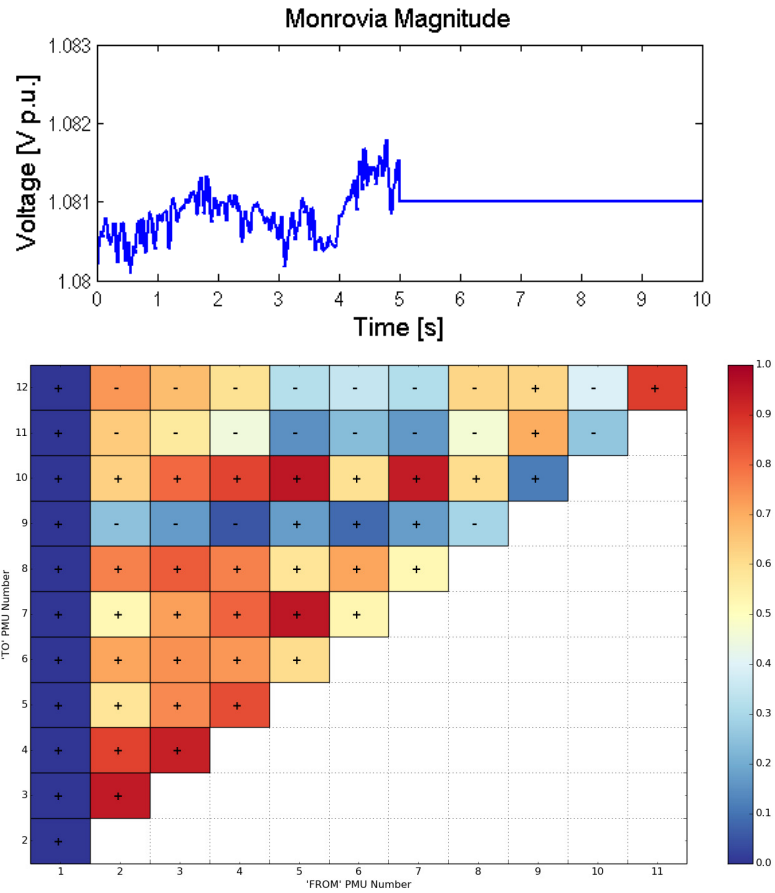 Monrovia Magnitude
1.083
1.082
1.081
1.08
Voltage [V p.u.]
0 1 2 3 4 5 6 7 8 9 10
Time [s]
12 + - - - - - - - + - +
11 + - - - - - - - + -
10 + + + + + + + + +
9 + - - - + + + -
8 + + + + + + +
7 + + + + + +
6 + + + + +
5 + + + +
4 + + +
3 + +
2 +
'TO' PMU Number
1 2 3 4 5 6 7 8 9 10 11
'FROM' PMU Number
1.0
0.9
0.8
0.7
0.6
0.5
0.4
0.3
0.2
0.1
0.0